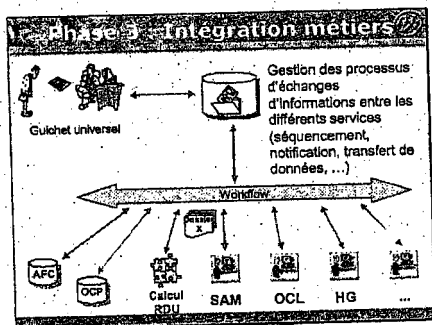 Phase 3 - Intégration métiers
Gestion des processus
d'échanges
d'informations entre les
différents services
(séquencement,
notification, transfert de
données, ...)
Guichet universel
Workflow
Dossier
X
AFC
OCP
Calcul
RDU
SAM
OCL
HG
...